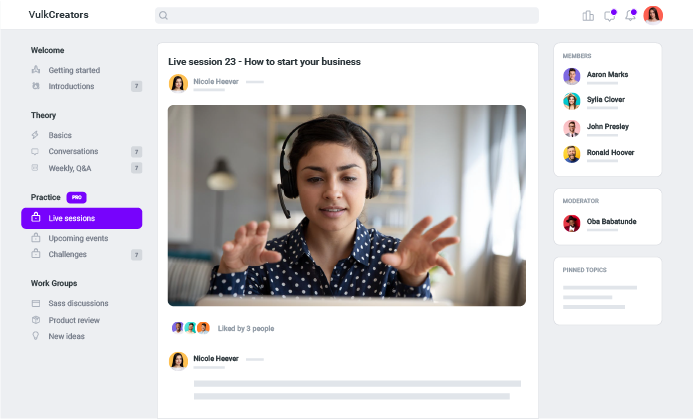 VulkCreators
Welcome
Getting started
Introductions 7
Theory
Basics
Conversations 7
Weekly, Q&A 7
Practice PRO
Live sessions
Upcoming events
Challenges 7
Work Groups
Sass discussions
Product review
New ideas
Live session 23 - How to start your business
Nicole Heever
Liked by 3 people
Nicole Heever
MEMBERS
Aaron Marks
Sylia Clover
John Presley
Ronald Hoover
MODERATOR
Oba Babatunde
PINNED TOPICS